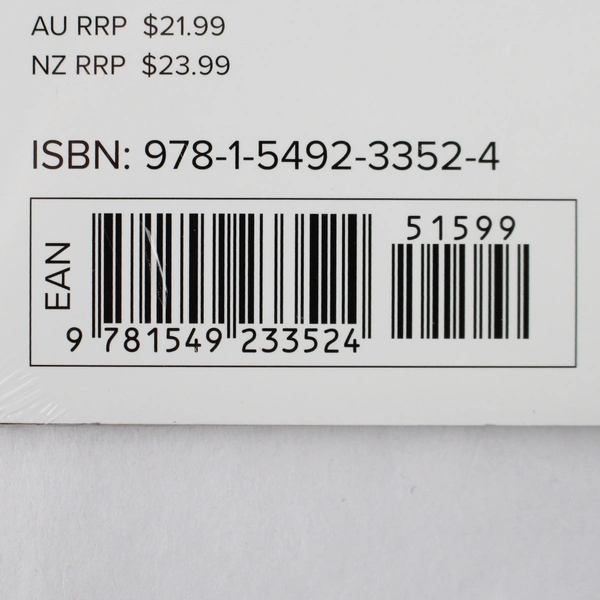 AU RRP $21.99
NZ RRP $23.99
ISBN: 978-1-5492-3352-4
EAN
51599
9 781549 233524